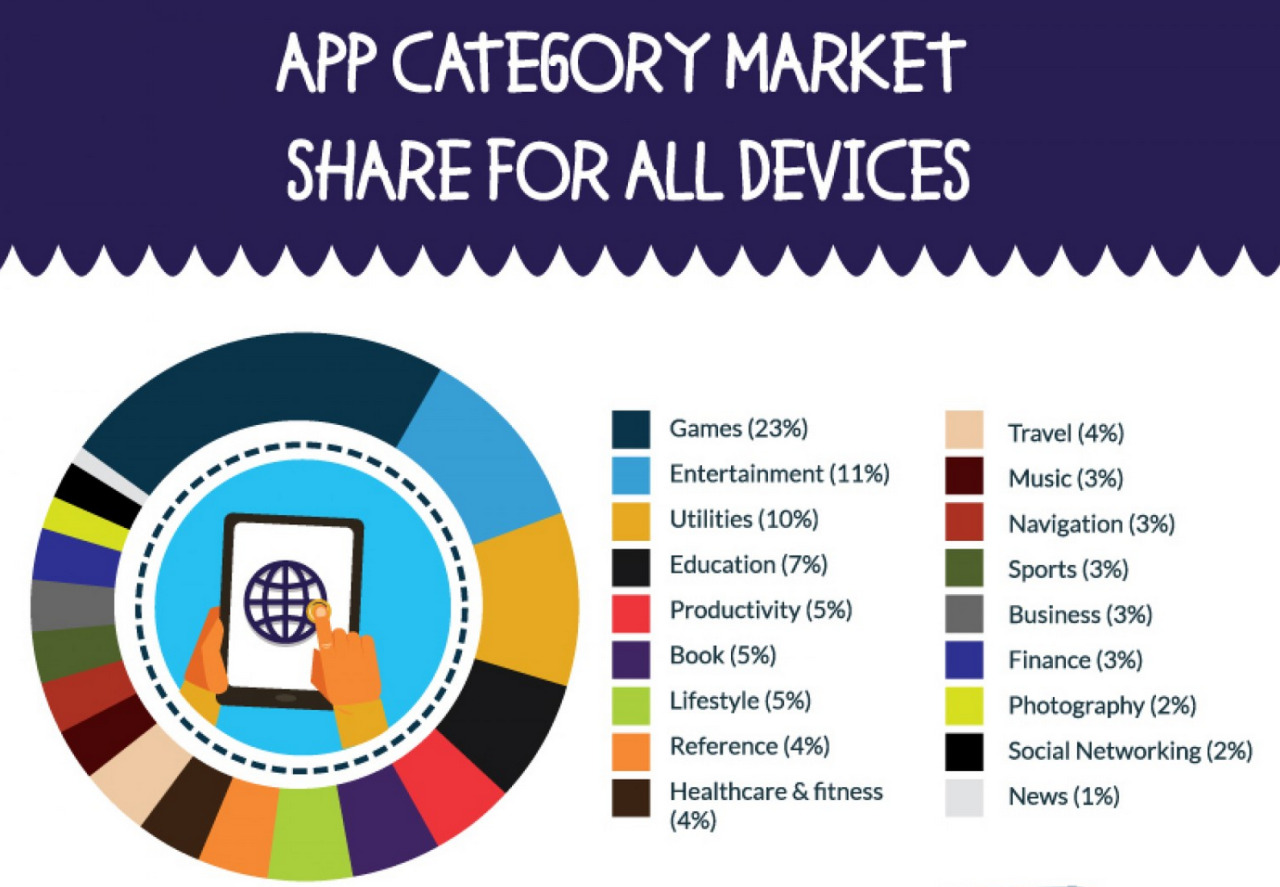 APP CATEGORY MARKET
SHARE FOR ALL DEVICES
Games (23%)
Entertainment (11%)
Utilities (10%)
Education (7%)
Productivity (5%)
Book (5%)
Lifestyle (5%)
Reference (4%)
Healthcare & fitness
(4%)
Travel (4%)
Music (3%)
Navigation (3%)
Sports (3%)
Business (3%)
Finance (3%)
Photography (2%)
Social Networking (2%)
News (1%)